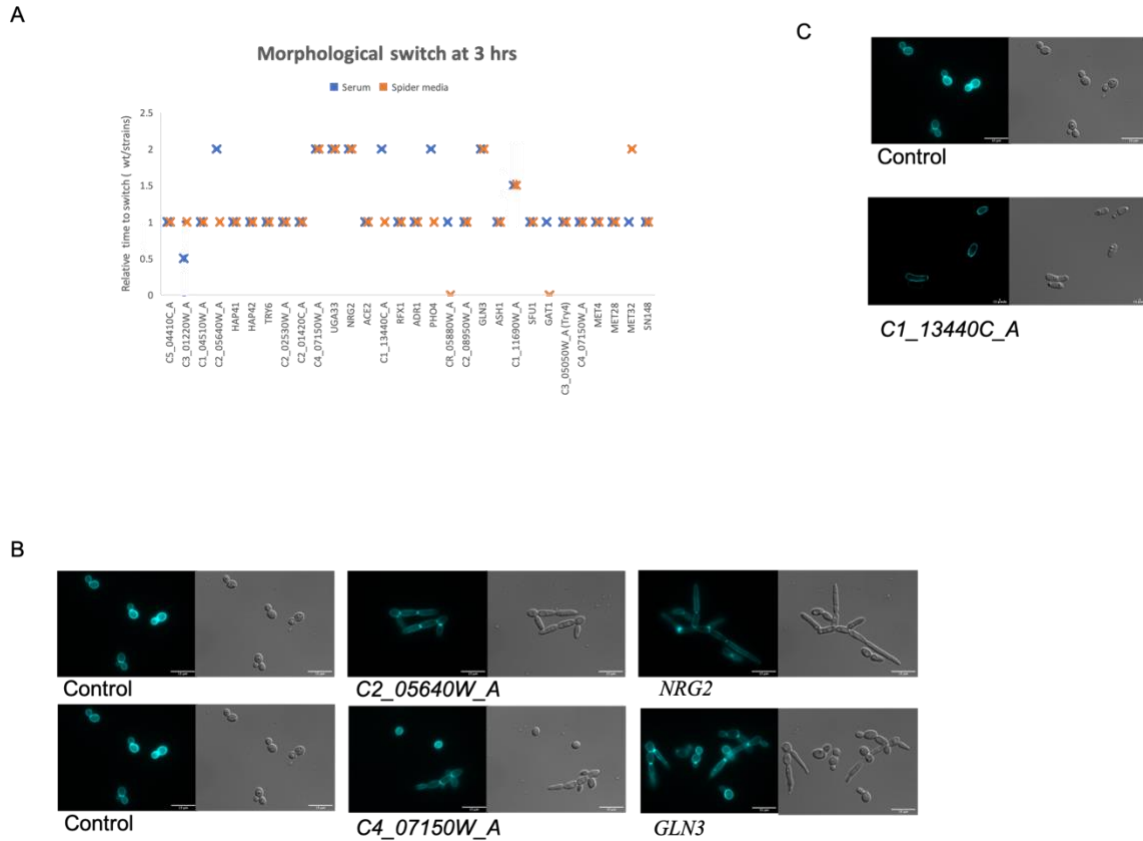 A
Morphological switch at 3 hrs
Serum Spider media
Relative time to switch ( wt/strains)
2.5
2
1.5
1
0.5
0
C5_04410C_A
C3_01220W_A
C1_04510W_A
C2_05640W_A
HAP41
HAP42
TRY6
C2_02530W_A
C2_01420C_A
C4_07150W_A
UGA33
NRG2
ACE2
C1_13440C_A
RFX1
ADR1
PHO4
CR_05880W_A
C2_08950W_A
GLN3
ASH1
C1_11690W_A
SFU1
C3_05050W_A (Try4)
C4_07150W_A
MET4
MET28
MET32
SN148
C
Control
C1_13440C_A
B
Control
C2_05640W_A
NRG2
Control
C4_07150W_A
GLN3